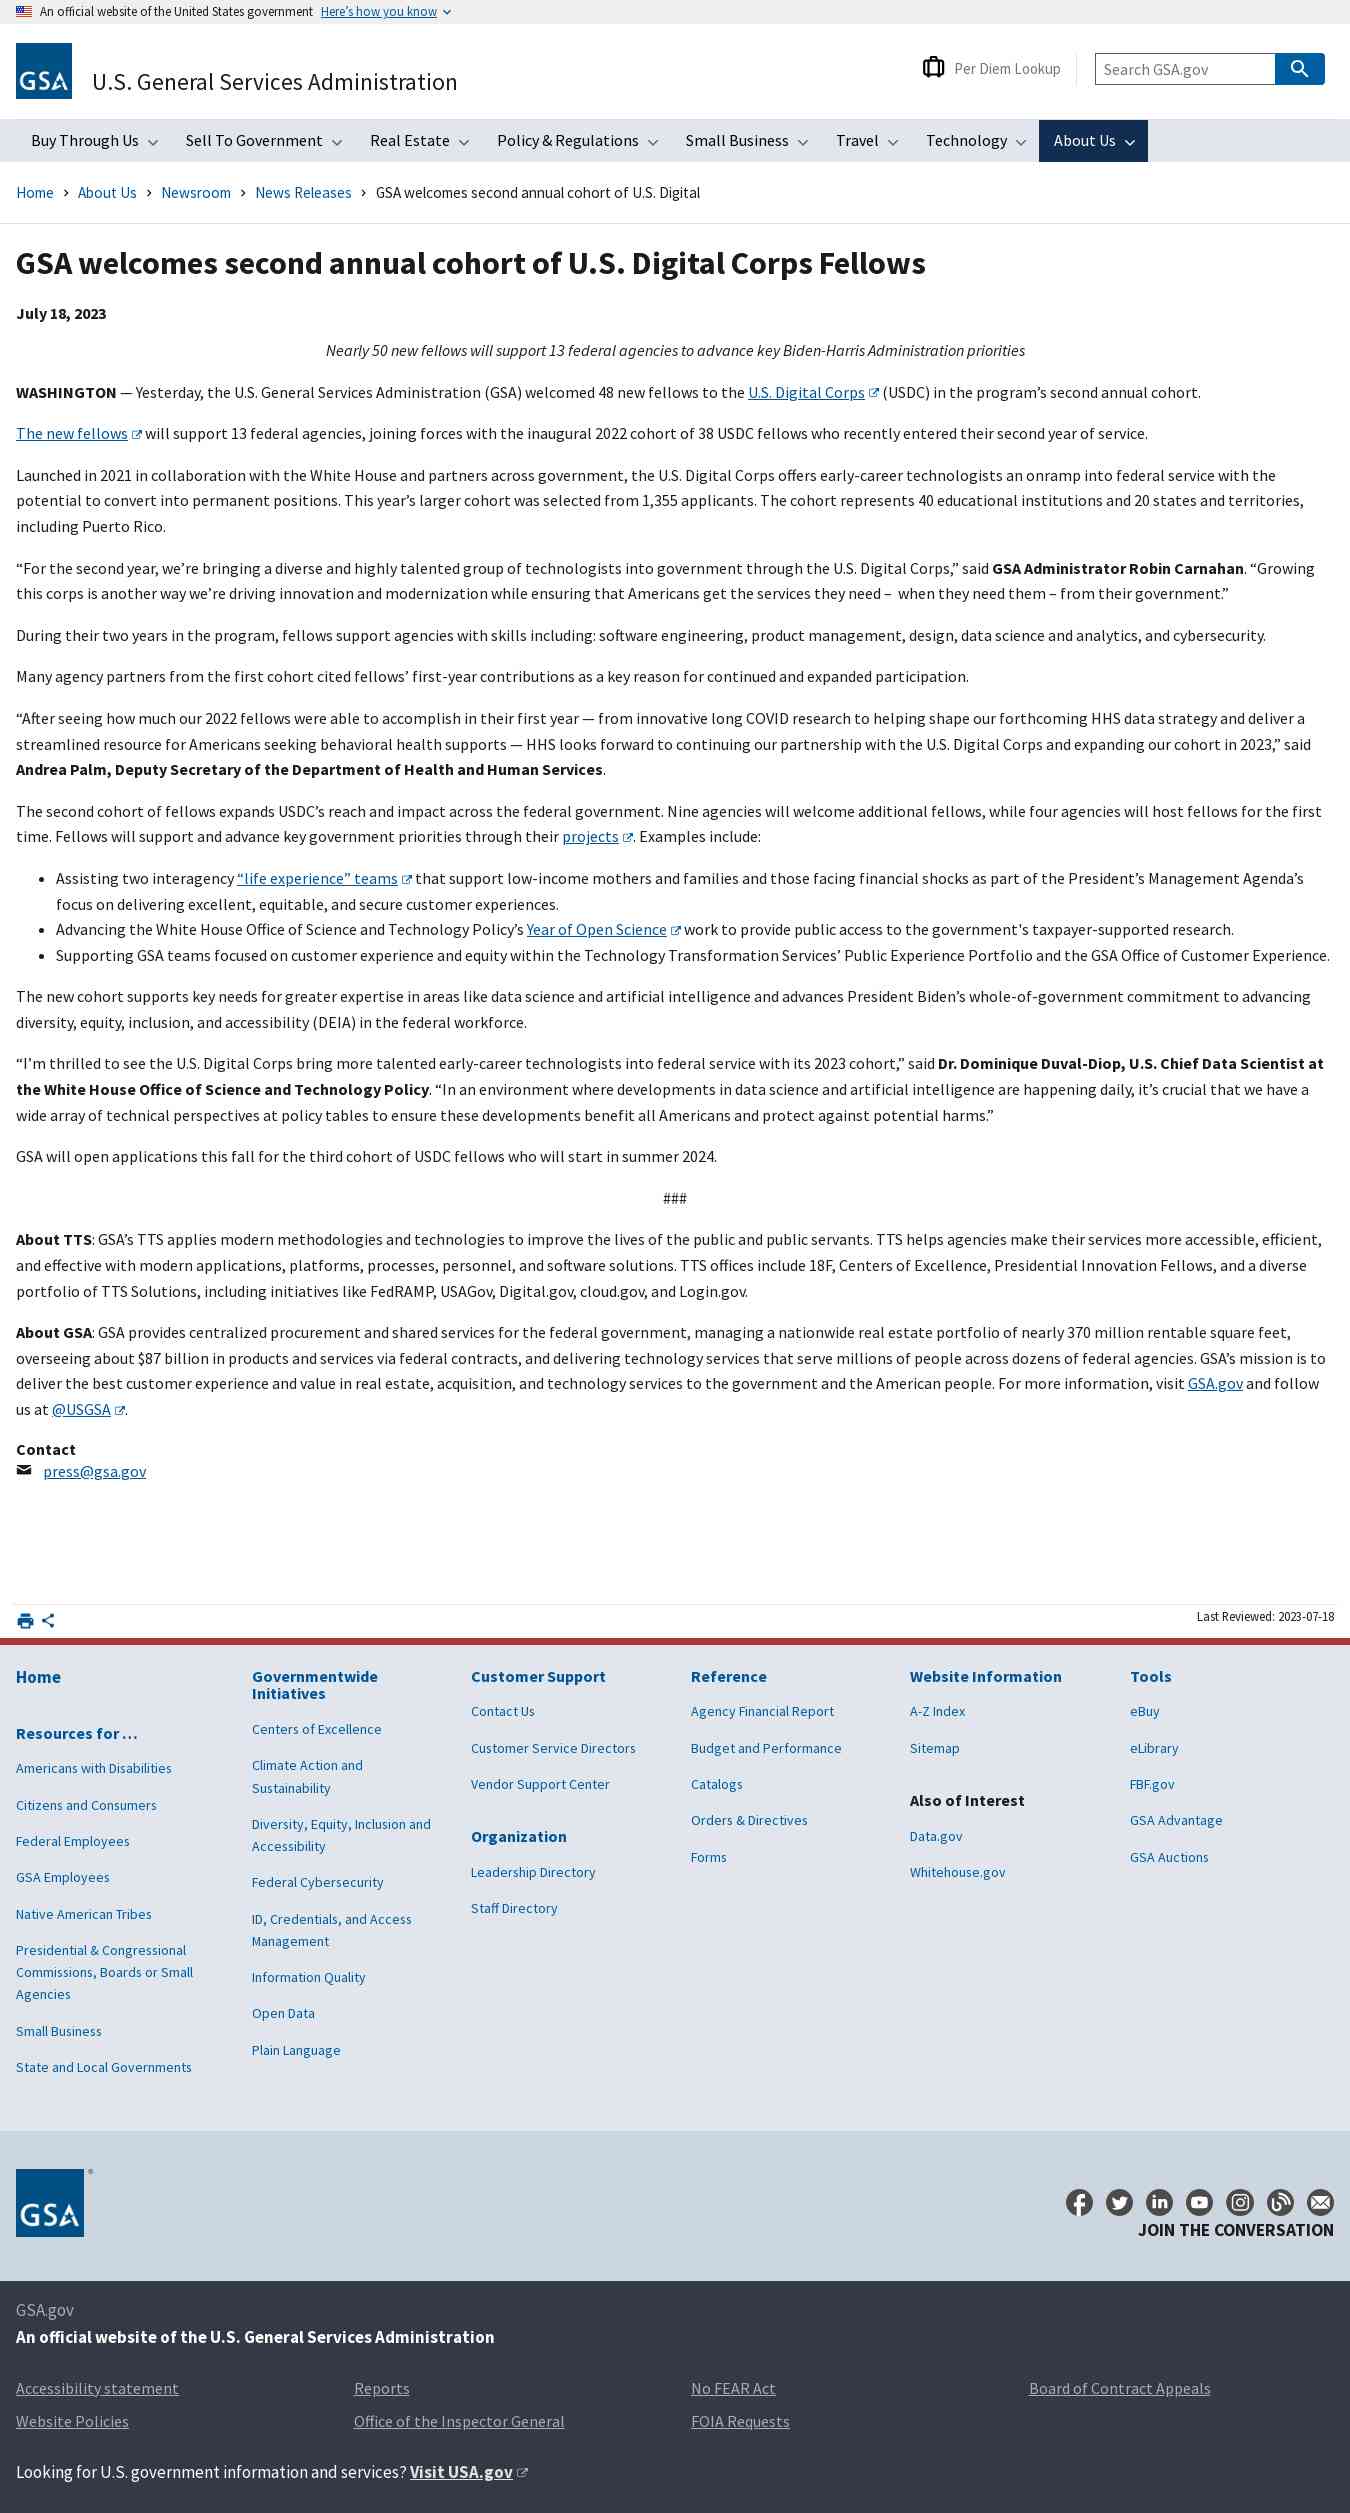 An official website of the United States government Here's how you know
GSA
U.S. General Services Administration
Per Diem Lookup
Search GSA.gov
Buy Through Us Sell To Government Real Estate Policy & Regulations Small Business Travel Technology About Us
Home About Us Newsroom News Releases GSA welcomes second annual cohort of U.S. Digital
GSA welcomes second annual cohort of U.S. Digital Corps Fellows
July 18, 2023
Nearly 50 new fellows will support 13 federal agencies to advance key Biden-Harris Administration priorities
WASHINGTON — Yesterday, the U.S. General Services Administration (GSA) welcomed 48 new fellows to the U.S. Digital Corps (USDC) in the program’s second annual cohort.
The new fellows will support 13 federal agencies, joining forces with the inaugural 2022 cohort of 38 USDC fellows who recently entered their second year of service.
Launched in 2021 in collaboration with the White House and partners across government, the U.S. Digital Corps offers early-career technologists an onramp into federal service with the
potential to convert into permanent positions. This year’s larger cohort was selected from 1,355 applicants. The cohort represents 40 educational institutions and 20 states and territories,
including Puerto Rico.
“For the second year, we’re bringing a diverse and highly talented group of technologists into government through the U.S. Digital Corps,” said GSA Administrator Robin Carnahan. “Growing
this corps is another way we’re driving innovation and modernization while ensuring that Americans get the services they need – when they need them – from their government.”
During their two years in the program, fellows support agencies with skills including: software engineering, product management, design, data science and analytics, and cybersecurity.
Many agency partners from the first cohort cited fellows’ first-year contributions as a key reason for continued and expanded participation.
“After seeing how much our 2022 fellows were able to accomplish in their first year — from innovative long COVID research to helping shape our forthcoming HHS data strategy and deliver a
streamlined resource for Americans seeking behavioral health supports — HHS looks forward to continuing our partnership with the U.S. Digital Corps and expanding our cohort in 2023,” said
Andrea Palm, Deputy Secretary of the Department of Health and Human Services.
The second cohort of fellows expands USDC’s reach and impact across the federal government. Nine agencies will welcome additional fellows, while four agencies will host fellows for the first
time. Fellows will support and advance key government priorities through their projects. Examples include:
• Assisting two interagency “life experience” teams that support low-income mothers and families and those facing financial shocks as part of the President’s Management Agenda’s
focus on delivering excellent, equitable, and secure customer experiences.
• Advancing the White House Office of Science and Technology Policy’s Year of Open Science work to provide public access to the government's taxpayer-supported research.
• Supporting GSA teams focused on customer experience and equity within the Technology Transformation Services’ Public Experience Portfolio and the GSA Office of Customer Experience.
The new cohort supports key needs for greater expertise in areas like data science and artificial intelligence and advances President Biden’s whole-of-government commitment to advancing
diversity, equity, inclusion, and accessibility (DEIA) in the federal workforce.
“I’m thrilled to see the U.S. Digital Corps bring more talented early-career technologists into federal service with its 2023 cohort,” said Dr. Dominique Duval-Diop, U.S. Chief Data Scientist at
the White House Office of Science and Technology Policy. “In an environment where developments in data science and artificial intelligence are happening daily, it’s crucial that we have a
wide array of technical perspectives at policy tables to ensure these developments benefit all Americans and protect against potential harms.”
GSA will open applications this fall for the third cohort of USDC fellows who will start in summer 2024.
###
About TTS: GSA’s TTS applies modern methodologies and technologies to improve the lives of the public and public servants. TTS helps agencies make their services more accessible, efficient,
and effective with modern applications, platforms, processes, personnel, and software solutions. TTS offices include 18F, Centers of Excellence, Presidential Innovation Fellows, and a diverse
portfolio of TTS Solutions, including initiatives like FedRAMP, USAGov, Digital.gov, cloud.gov, and Login.gov.
About GSA: GSA provides centralized procurement and shared services for the federal government, managing a nationwide real estate portfolio of nearly 370 million rentable square feet,
overseeing about $87 billion in products and services via federal contracts, and delivering technology services that serve millions of people across dozens of federal agencies. GSA’s mission is to
deliver the best customer experience and value in real estate, acquisition, and technology services to the government and the American people. For more information, visit GSA.gov and follow
us at @USGSA.
Contact
press@gsa.gov
Last Reviewed: 2023-07-18
Home
Resources for …
Americans with Disabilities
Citizens and Consumers
Federal Employees
GSA Employees
Native American Tribes
Presidential & Congressional
Commissions, Boards or Small
Agencies
Small Business
State and Local Governments
Governmentwide
Initiatives
Centers of Excellence
Climate Action and
Sustainability
Diversity, Equity, Inclusion and
Accessibility
Federal Cybersecurity
ID, Credentials, and Access
Management
Information Quality
Open Data
Plain Language
Customer Support
Contact Us
Customer Service Directors
Vendor Support Center
Organization
Leadership Directory
Staff Directory
Reference
Agency Financial Report
Budget and Performance
Catalogs
Orders & Directives
Forms
Website Information
A-Z Index
Sitemap
Also of Interest
Data.gov
Whitehouse.gov
Tools
eBuy
eLibrary
FBF.gov
GSA Advantage
GSA Auctions
GSA®
JOIN THE CONVERSATION
GSA.gov
An official website of the U.S. General Services Administration
Accessibility statement Reports No FEAR Act Board of Contract Appeals
Website Policies Office of the Inspector General FOIA Requests
Looking for U.S. government information and services? Visit USA.gov